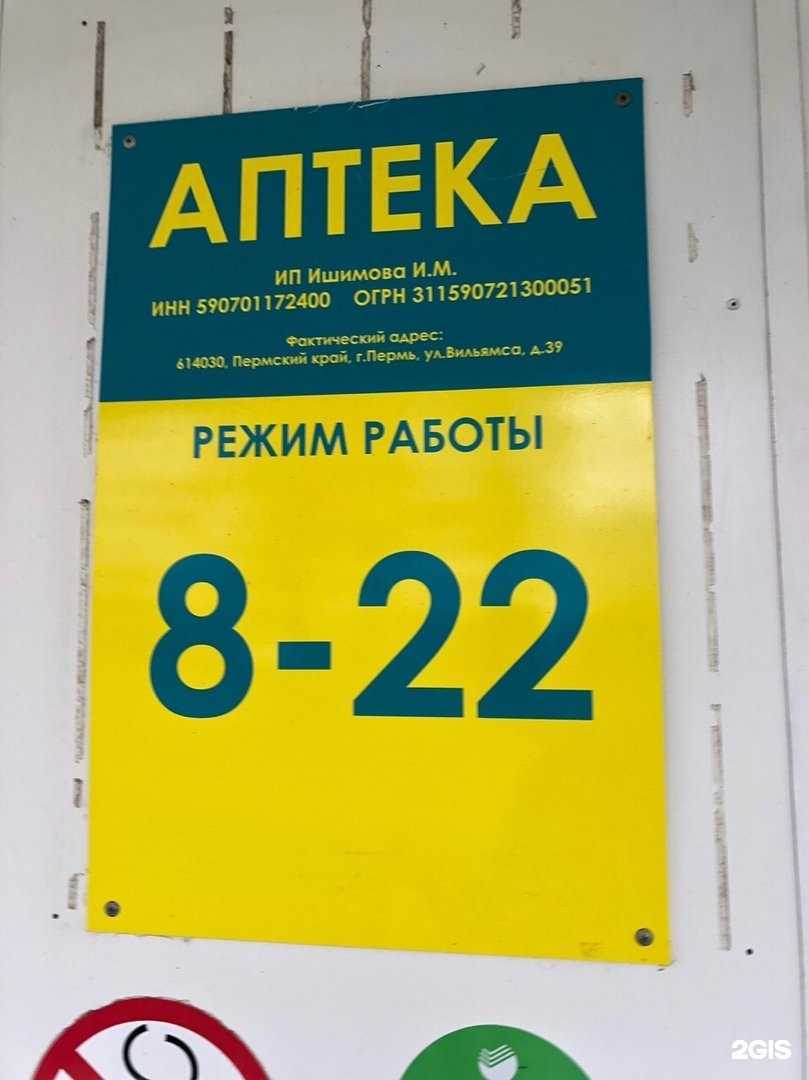 АПТЕКА
ИП Ишимова И.М.
ИНН 590701172400 ОГРН 311590721300051
Фактический адрес:
614030, Пермский край, г.Пермь, ул.Вильямса, д.39
РЕЖИМ РАБОТЫ
8-22
2GIS